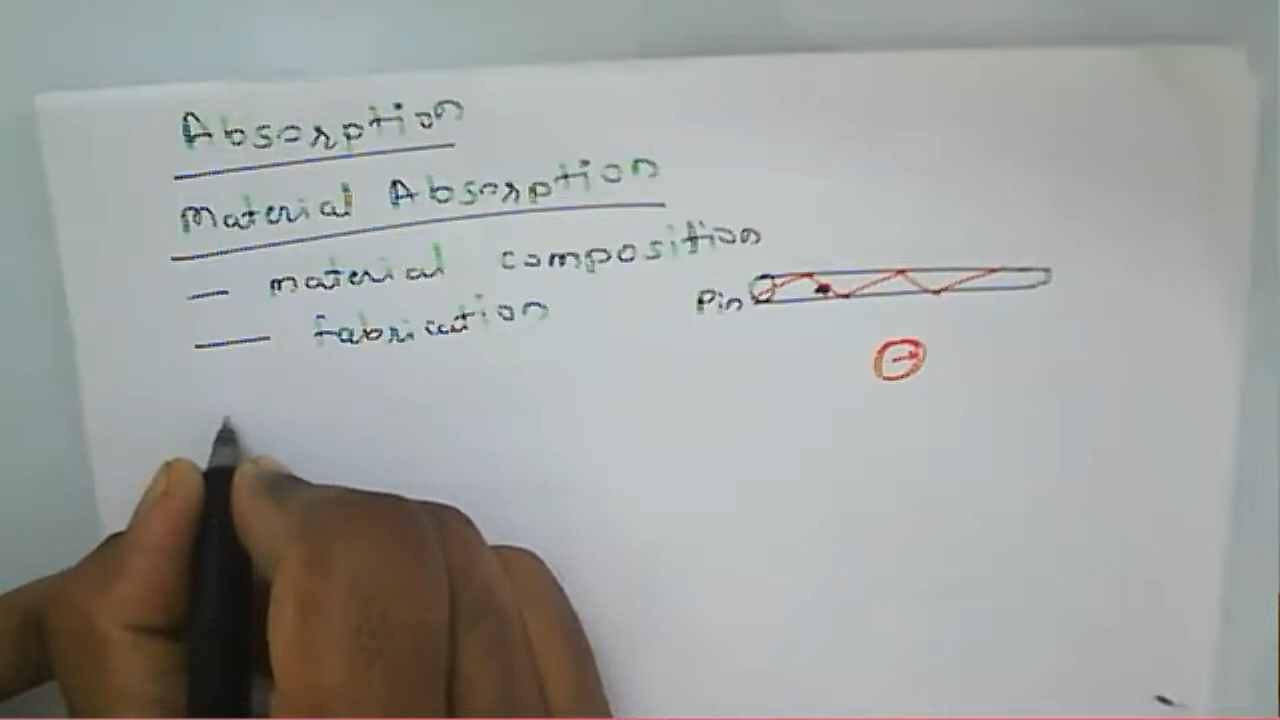 Absorption
Material Absorption
— material composition
— fabrication
Pin